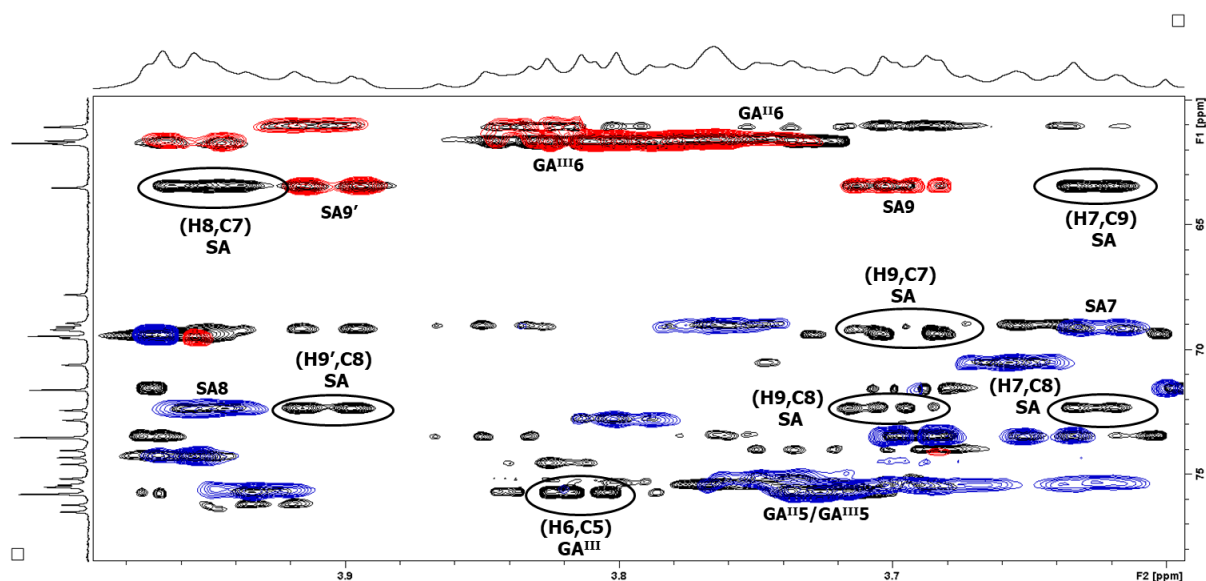 GAᴵᴵ6
GAᴵᴵᴵ6
F1 [ppm]
(H8,C7)
SA
SA9'
SA9
(H7,C9)
SA
65
(H9,C7)
SA
SA7
70
SA8
(H9',C8)
SA
(H9,C8)
SA
(H7,C8)
SA
75
(H6,C5)
GAᴵᴵᴵ
GAᴵᴵ5/GAᴵᴵᴵ5
3.9
3.8
3.7
F2 [ppm]